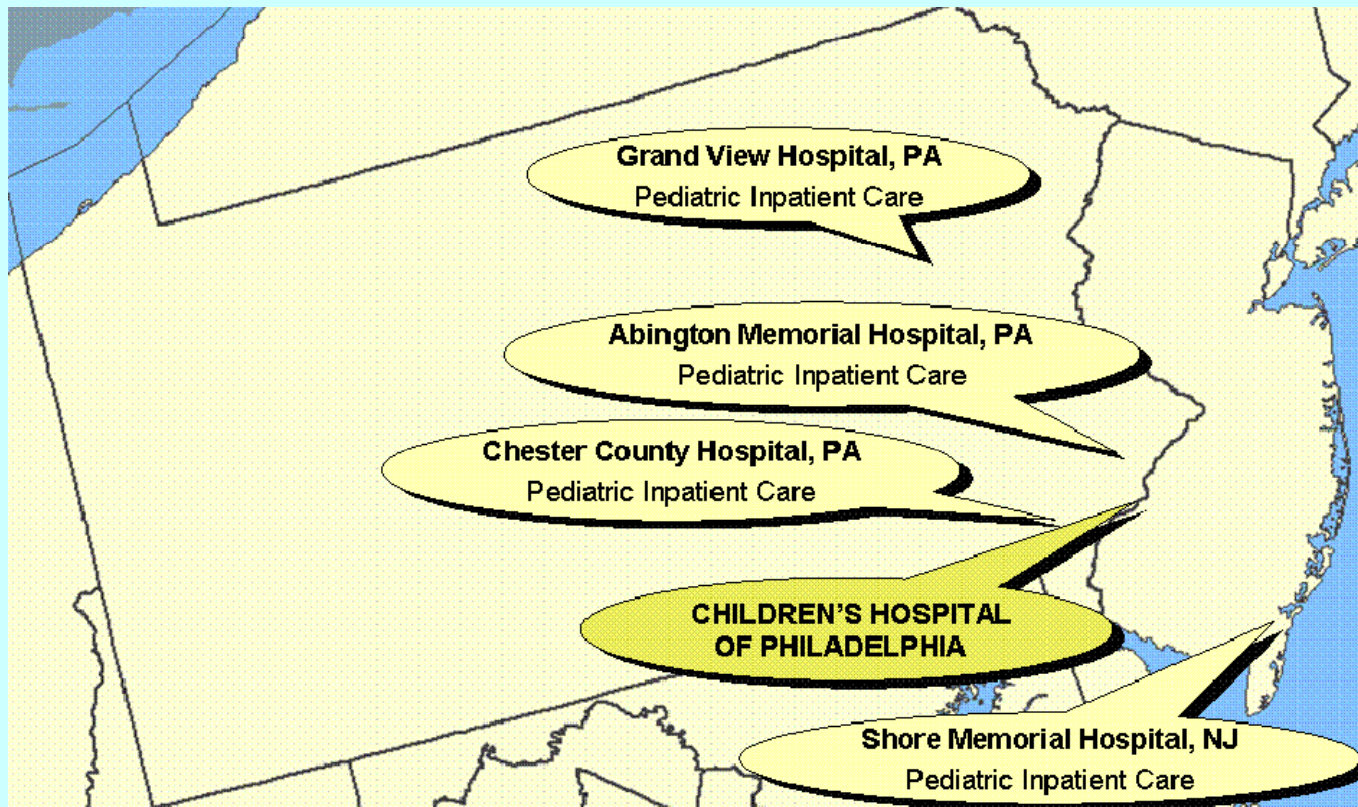 Grand View Hospital, PA
Pediatric Inpatient Care
Abington Memorial Hospital, PA
Pediatric Inpatient Care
Chester County Hospital, PA
Pediatric Inpatient Care
CHILDREN’S HOSPITAL
OF PHILADELPHIA
Shore Memorial Hospital, NJ
Pediatric Inpatient Care